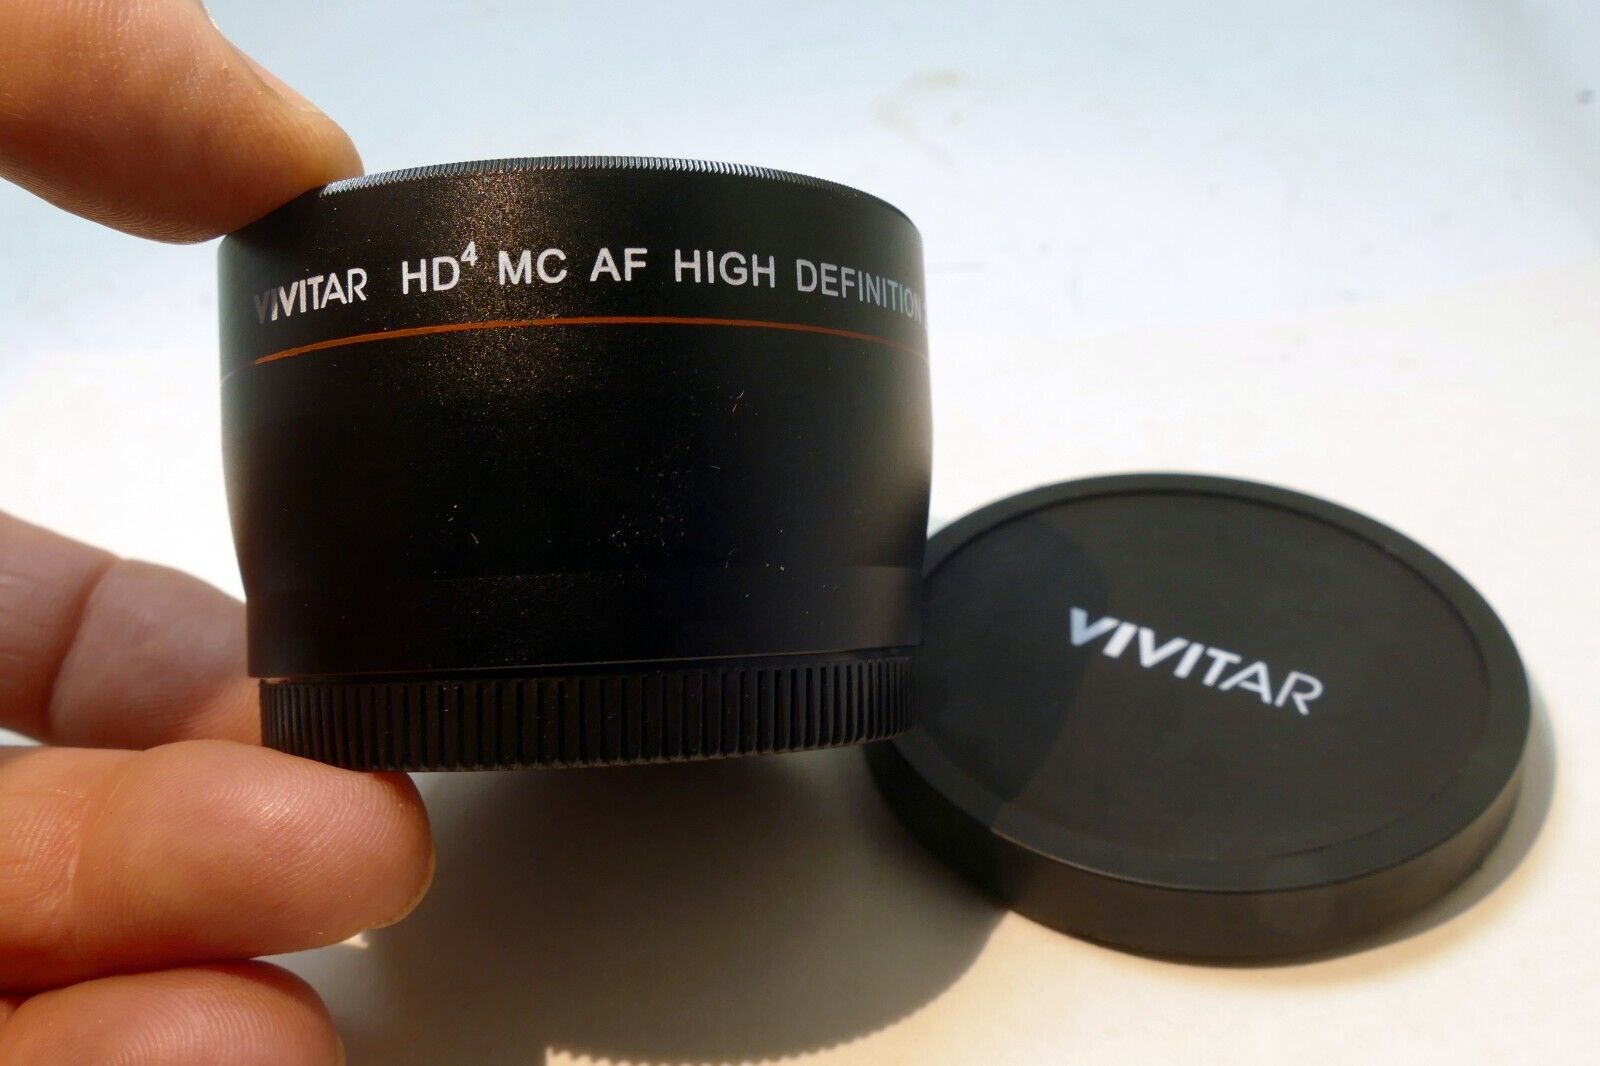 VIVITAR HD⁴ MC AF HIGH DEFINITION
VIVITAR